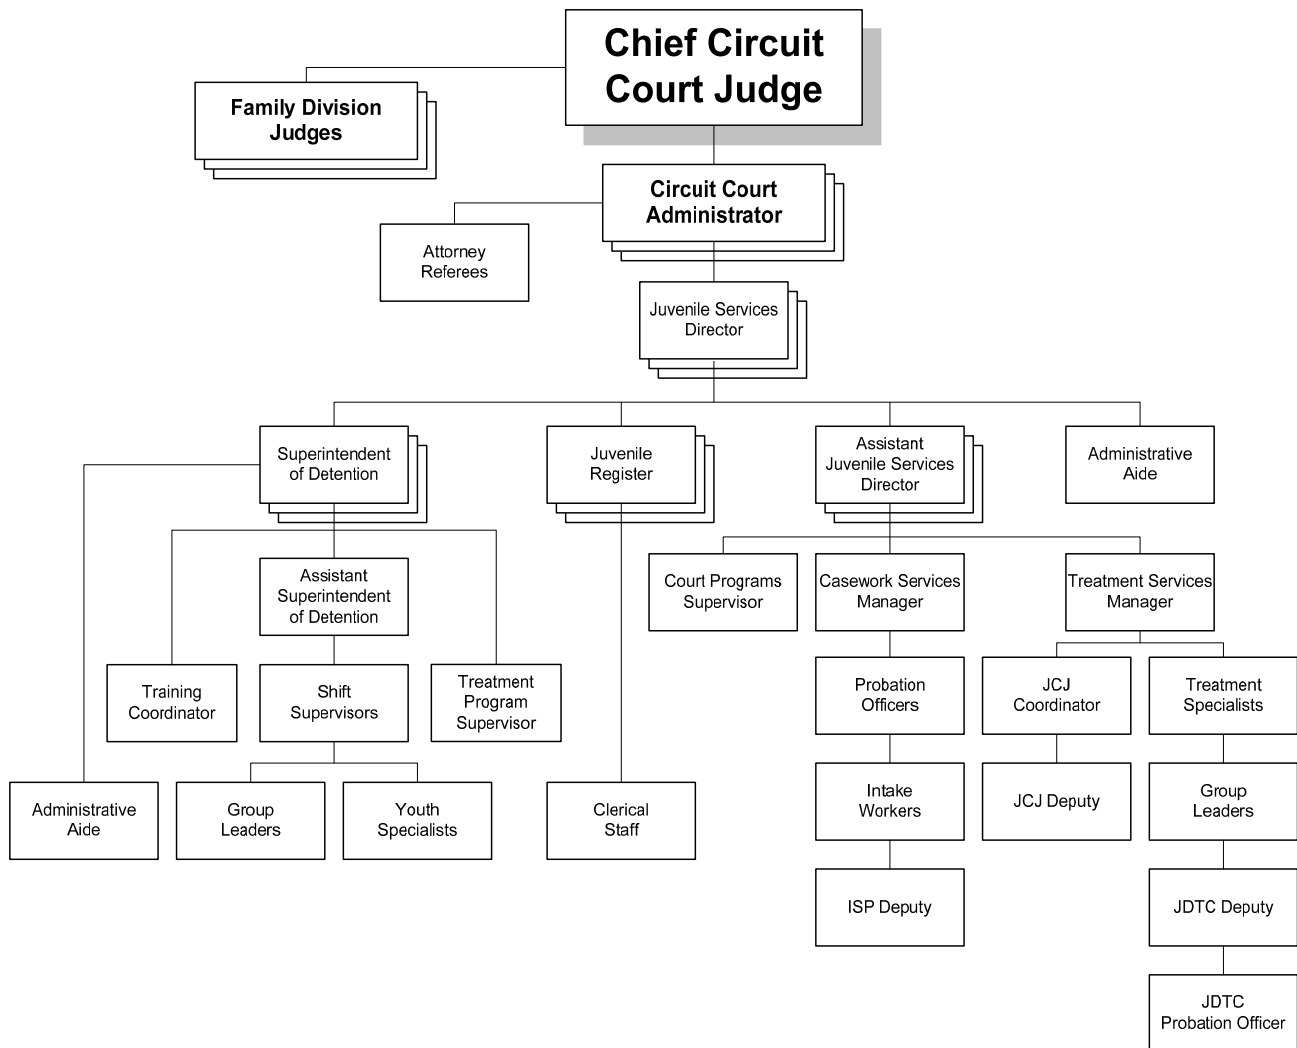 Chief Circuit
Court Judge
Family Division
Judges
Circuit Court
Administrator
Attorney
Referees
Juvenile Services
Director
Superintendent
of Detention
Juvenile
Register
Assistant
Juvenile Services
Director
Administrative
Aide
Assistant
Superintendent
of Detention
Court Programs
Supervisor
Casework Services
Manager
Treatment Services
Manager
Training
Coordinator
Shift
Supervisors
Treatment
Program
Supervisor
Probation
Officers
JCJ
Coordinator
Treatment
Specialists
Administrative
Aide
Group
Leaders
Youth
Specialists
Clerical
Staff
Intake
Workers
JCJ Deputy
Group
Leaders
ISP Deputy
JDTC Deputy
JDTC
Probation Officer